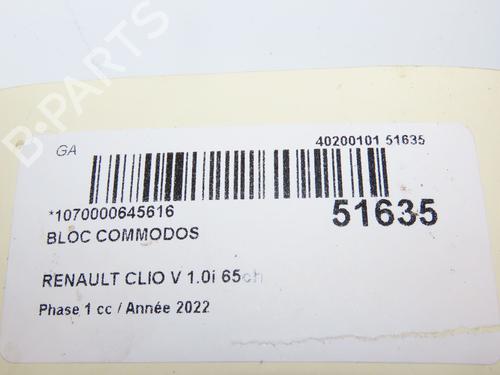 B-PARTS
GA
40200101 51635
*1070000645616
51635
BLOC COMMODOS
RENAULT CLIO V 1.0i 65ch
Phase 1 cc / Année 2022